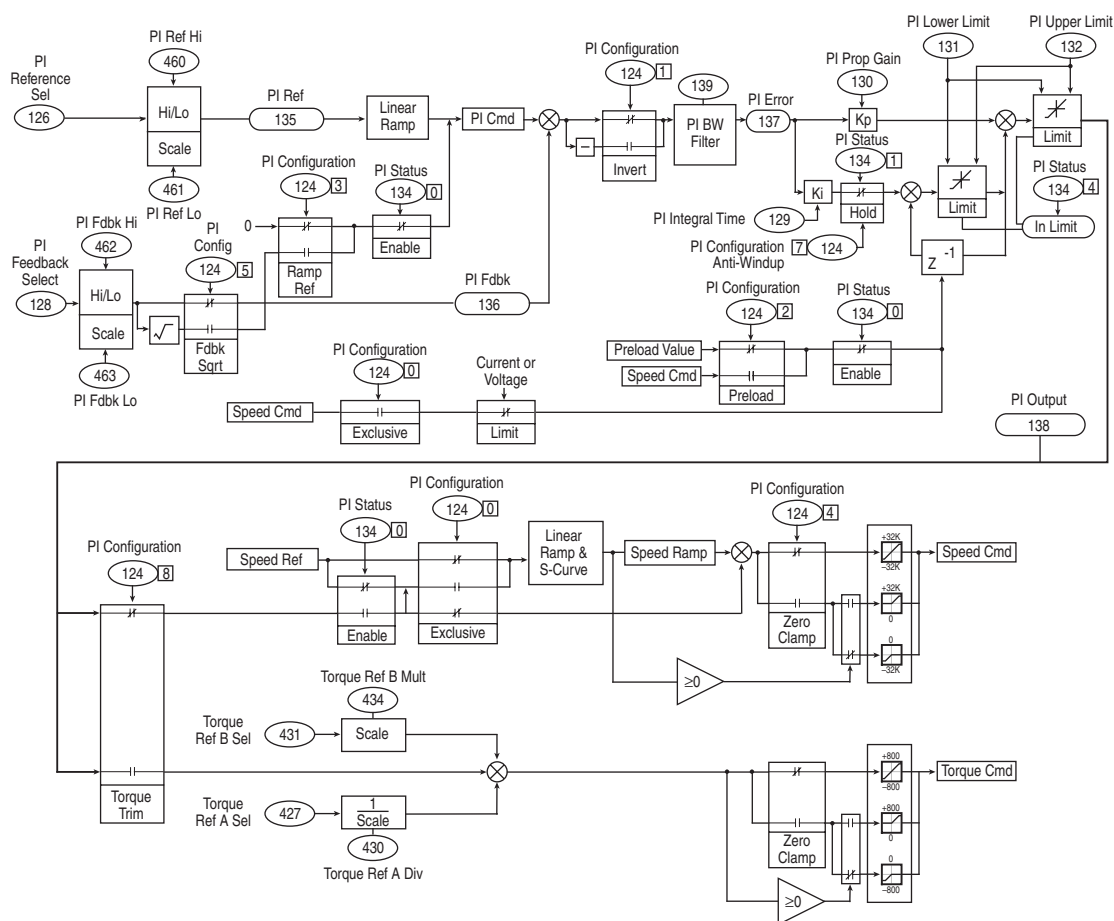 PI Lower Limit
PI Upper Limit
131
132
PI Ref Hi
460
PI Configuration
124
1
PI Prop Gain
130
PI
Reference
Sel
126
Hi/Lo
Scale
PI Ref
135
Linear
Ramp
PI Cmd
–
Invert
139
PI BW
Filter
PI Error
137
Kp
Limit
461
PI Ref Lo
PI Configuration
124
3
PI Status
134
0
PI Status
134
1
Ki
Hold
Limit
PI Status
134
4
In Limit
PI Fdbk Hi
462
PI
Config
124
5
0
Ramp
Ref
Enable
PI Integral Time
129
PI Configuration
Anti-Windup
7
124
Z -1
PI
Feedback
Select
128
Hi/Lo
Scale
√
Fdbk
Sqrt
PI Fdbk
136
463
PI Fdbk Lo
PI Configuration
124
2
PI Status
134
0
Preload Value
Speed Cmd
Preload
Enable
PI Configuration
124
0
Current or
Voltage
Speed Cmd
Exclusive
Limit
PI Output
138
PI Configuration
124
8
PI Status
134
0
PI Configuration
124
0
Speed Ref
Enable
Exclusive
Linear
Ramp &
S-Curve
Speed Ramp
PI Configuration
124
4
Zero
Clamp
+32K
–32K
+32K
0
0
–32K
Speed Cmd
≥0
Torque Ref B Mult
434
Torque
Ref B Sel
431
Scale
Torque
Trim
Torque
Ref A Sel
427
1
Scale
430
Torque Ref A Div
Zero
Clamp
+800
–800
+800
0
0
–800
Torque Cmd
≥0